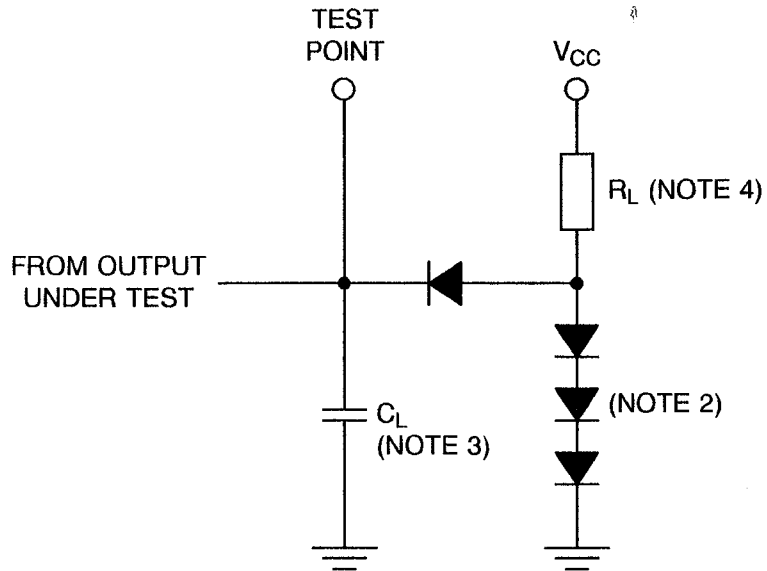 TEST
POINT
VCC
RL (NOTE 4)
FROM OUTPUT
UNDER TEST
(NOTE 2)
CL
(NOTE 3)